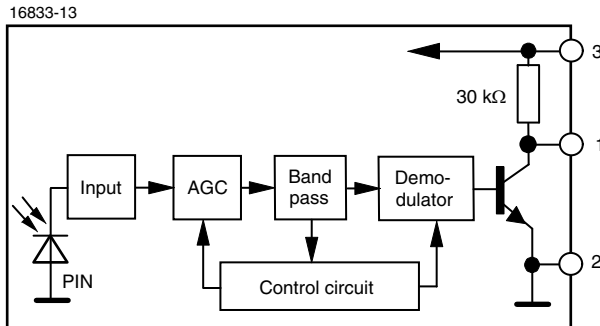 16833-13
3
30 kΩ
1
Input
AGC
Band
pass
Demo-
dulator
2
PIN
Control circuit